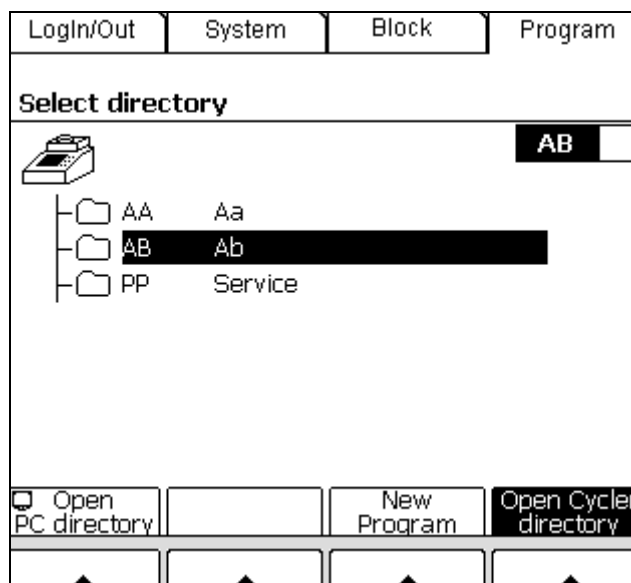 LogIn/Out System Block Program
Select directory
AB
AA Aa
AB Ab
PP Service
Open PC directory
New Program
Open Cycler directory